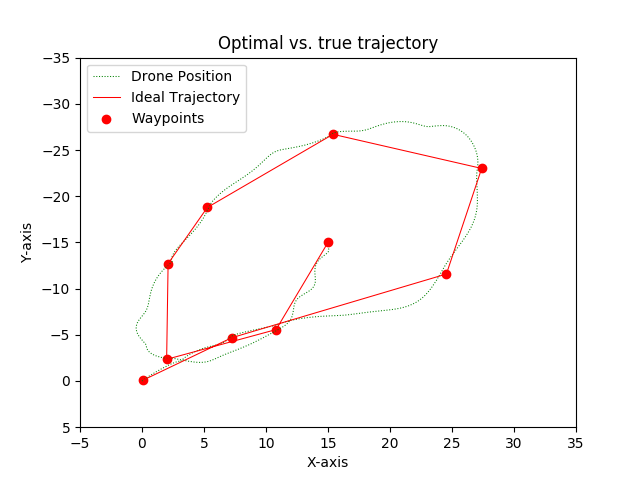 Optimal vs. true trajectory
Drone Position
Ideal Trajectory
Waypoints
Y-axis
−35
−30
−25
−20
−15
−10
−5
0
5
−5 0 5 10 15 20 25 30 35
X-axis